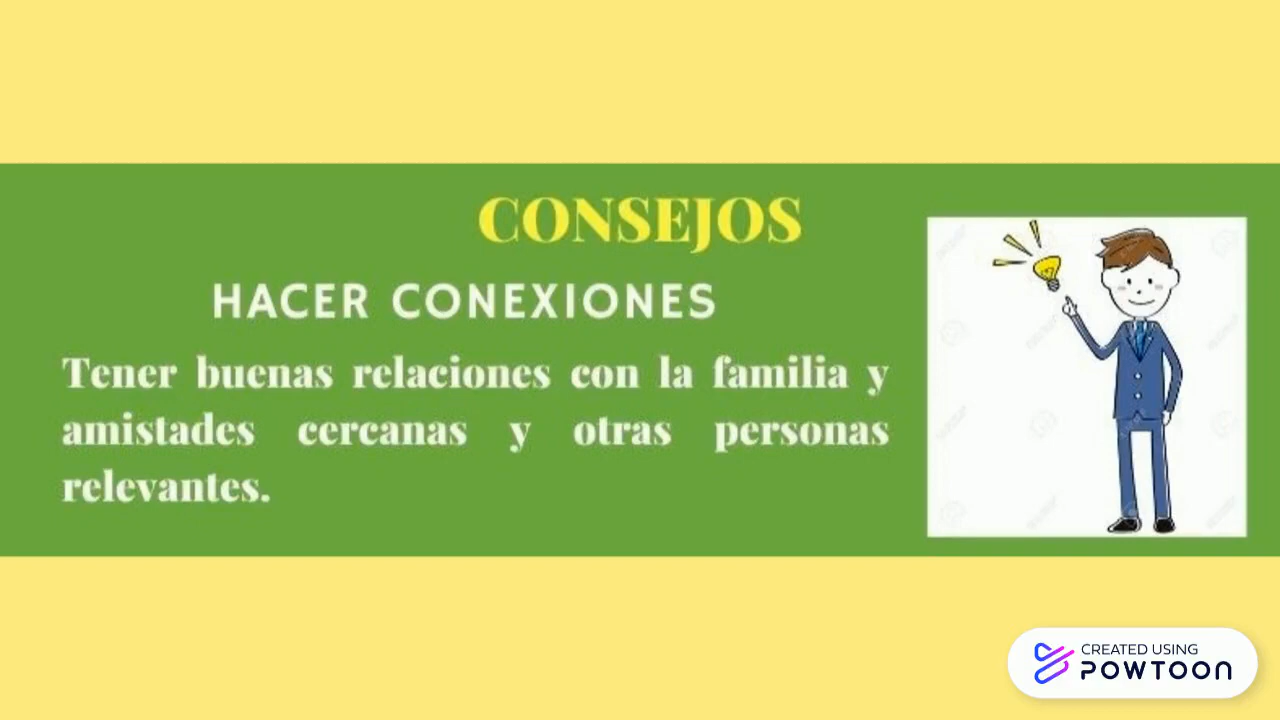 CONSEJOS
HACER CONEXIONES
Tener buenas relaciones con la familia y
amistades cercanas y otras personas
relevantes.
CREATED USING
POWTOON